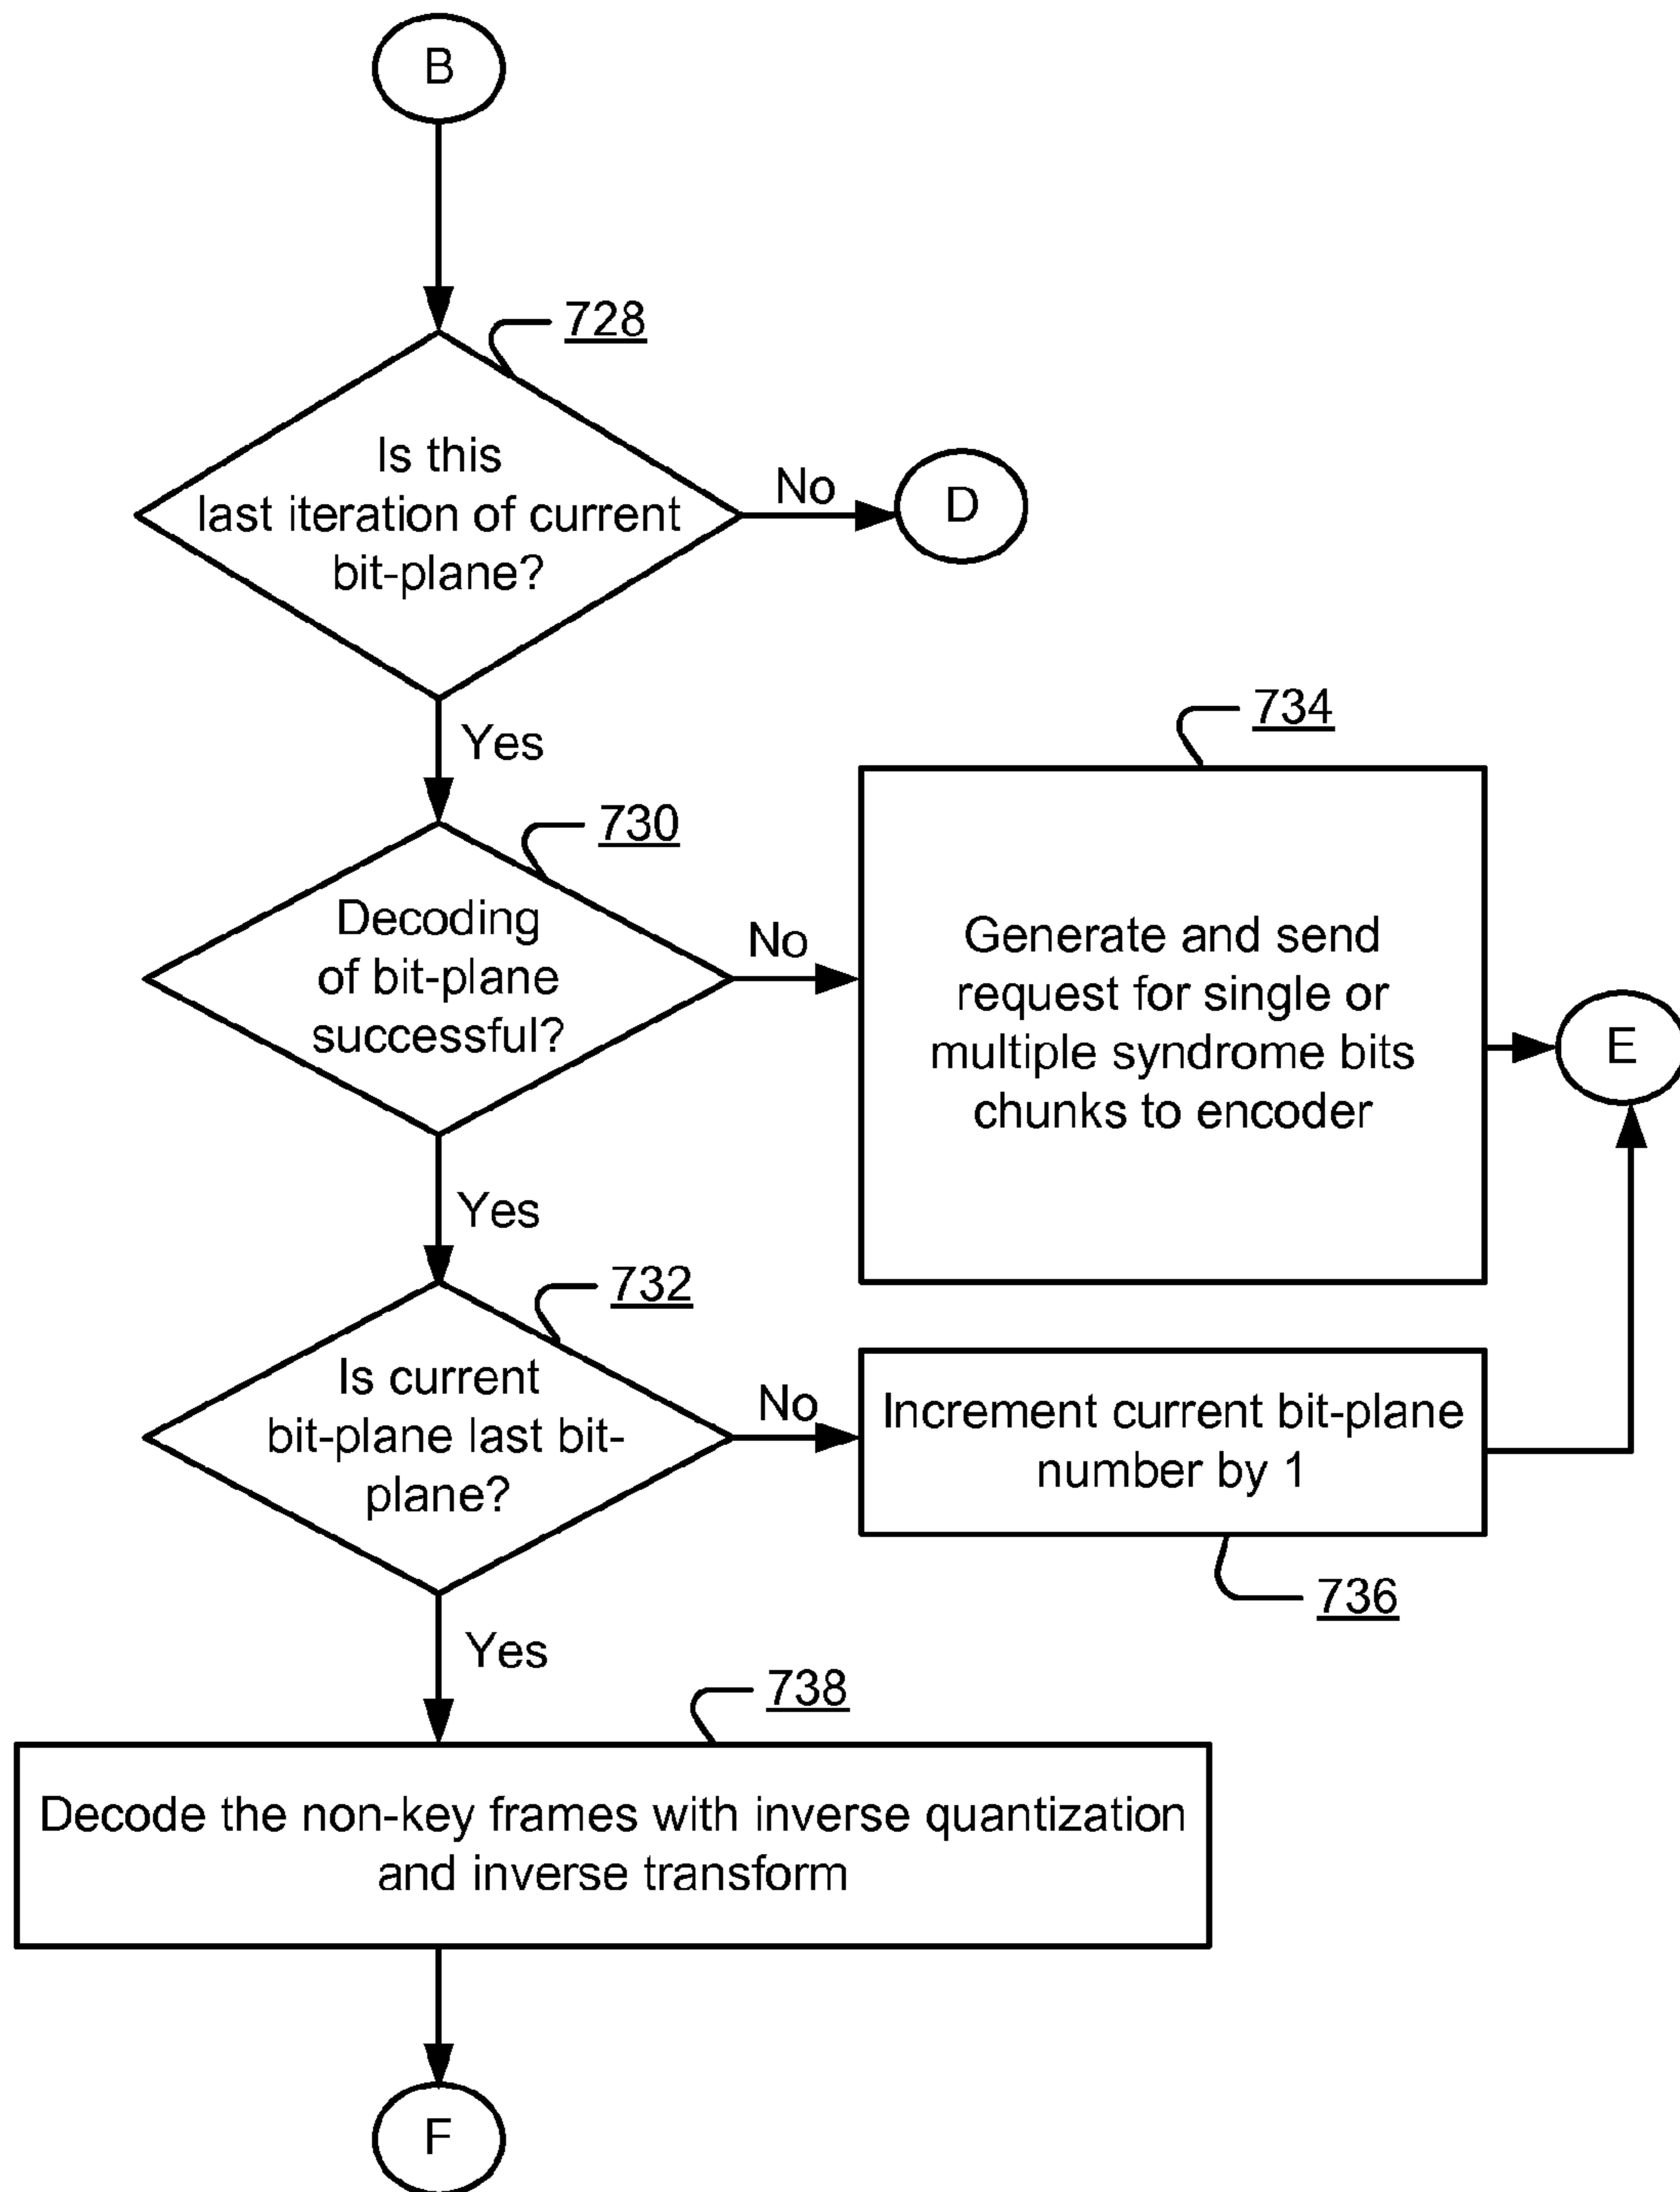 B
728
Is this
last iteration of current
bit-plane?
No
D
Yes
730
Decoding
of bit-plane
successful?
No
734
Generate and send
request for single or
multiple syndrome bits
chunks to encoder
E
Yes
732
Is current
bit-plane last bit-
plane?
No
Increment current bit-plane
number by 1
736
Yes
738
Decode the non-key frames with inverse quantization
and inverse transform
F